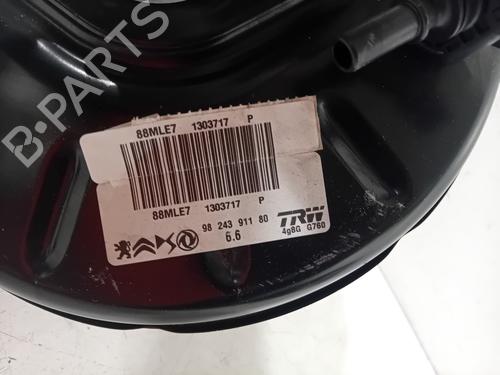 88MLE7 1303717 P
88MLE7 1303717 P
98 243 911 80
6.6
TRW
4g8G G760
B-PARTS